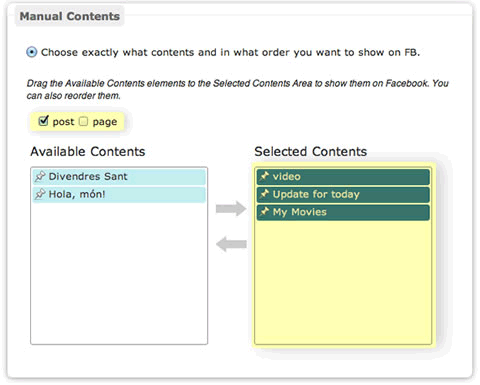 Manual Contents
Choose exactly what contents and in what order you want to show on FB.
Drag the Available Contents elements to the Selected Contents Area to show them on Facebook. You
can also reorder them.
post page
Available Contents
Divendres Sant
Hola, món!
Selected Contents
video
Update for today
My Movies